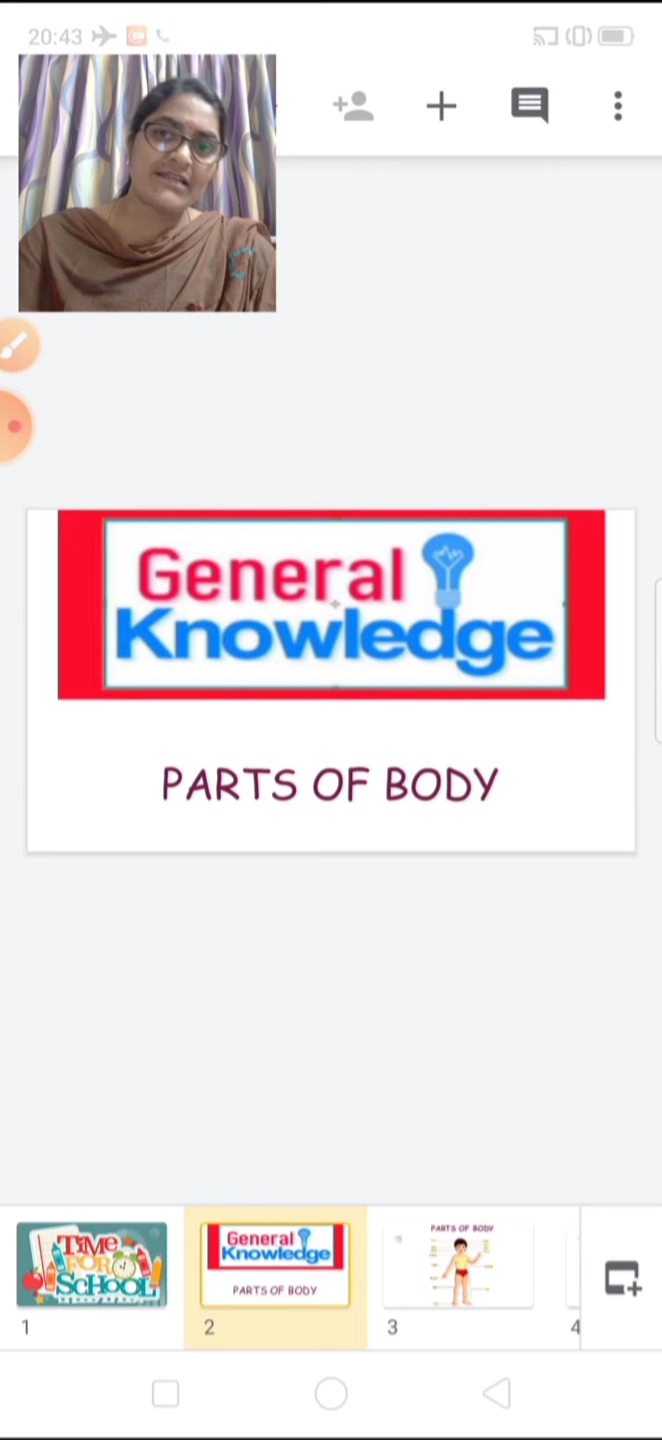 20:43
General
Knowledge
PARTS OF BODY
TIME
FOR
SCHOOL
General
Knowledge
PARTS OF BODY
PARTS OF BODY
1
2
3
4